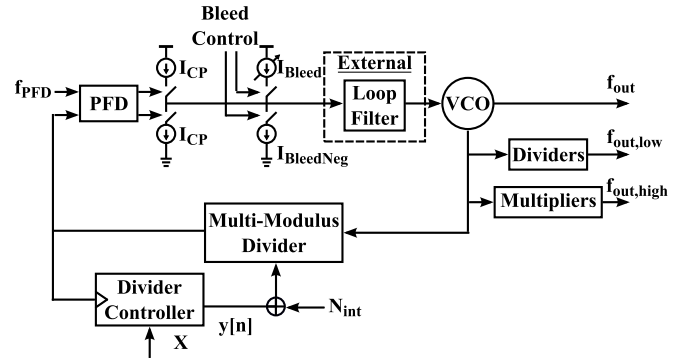 Bleed
Control
I_CP
I_Bleed
External
f_PFD
PFD
Loop
Filter
VCO
f_out
I_CP
I_BleedNeg
f_out,low
Dividers
f_out,high
Multipliers
Multi-Modulus
Divider
Divider
Controller
y[n]
N_int
X